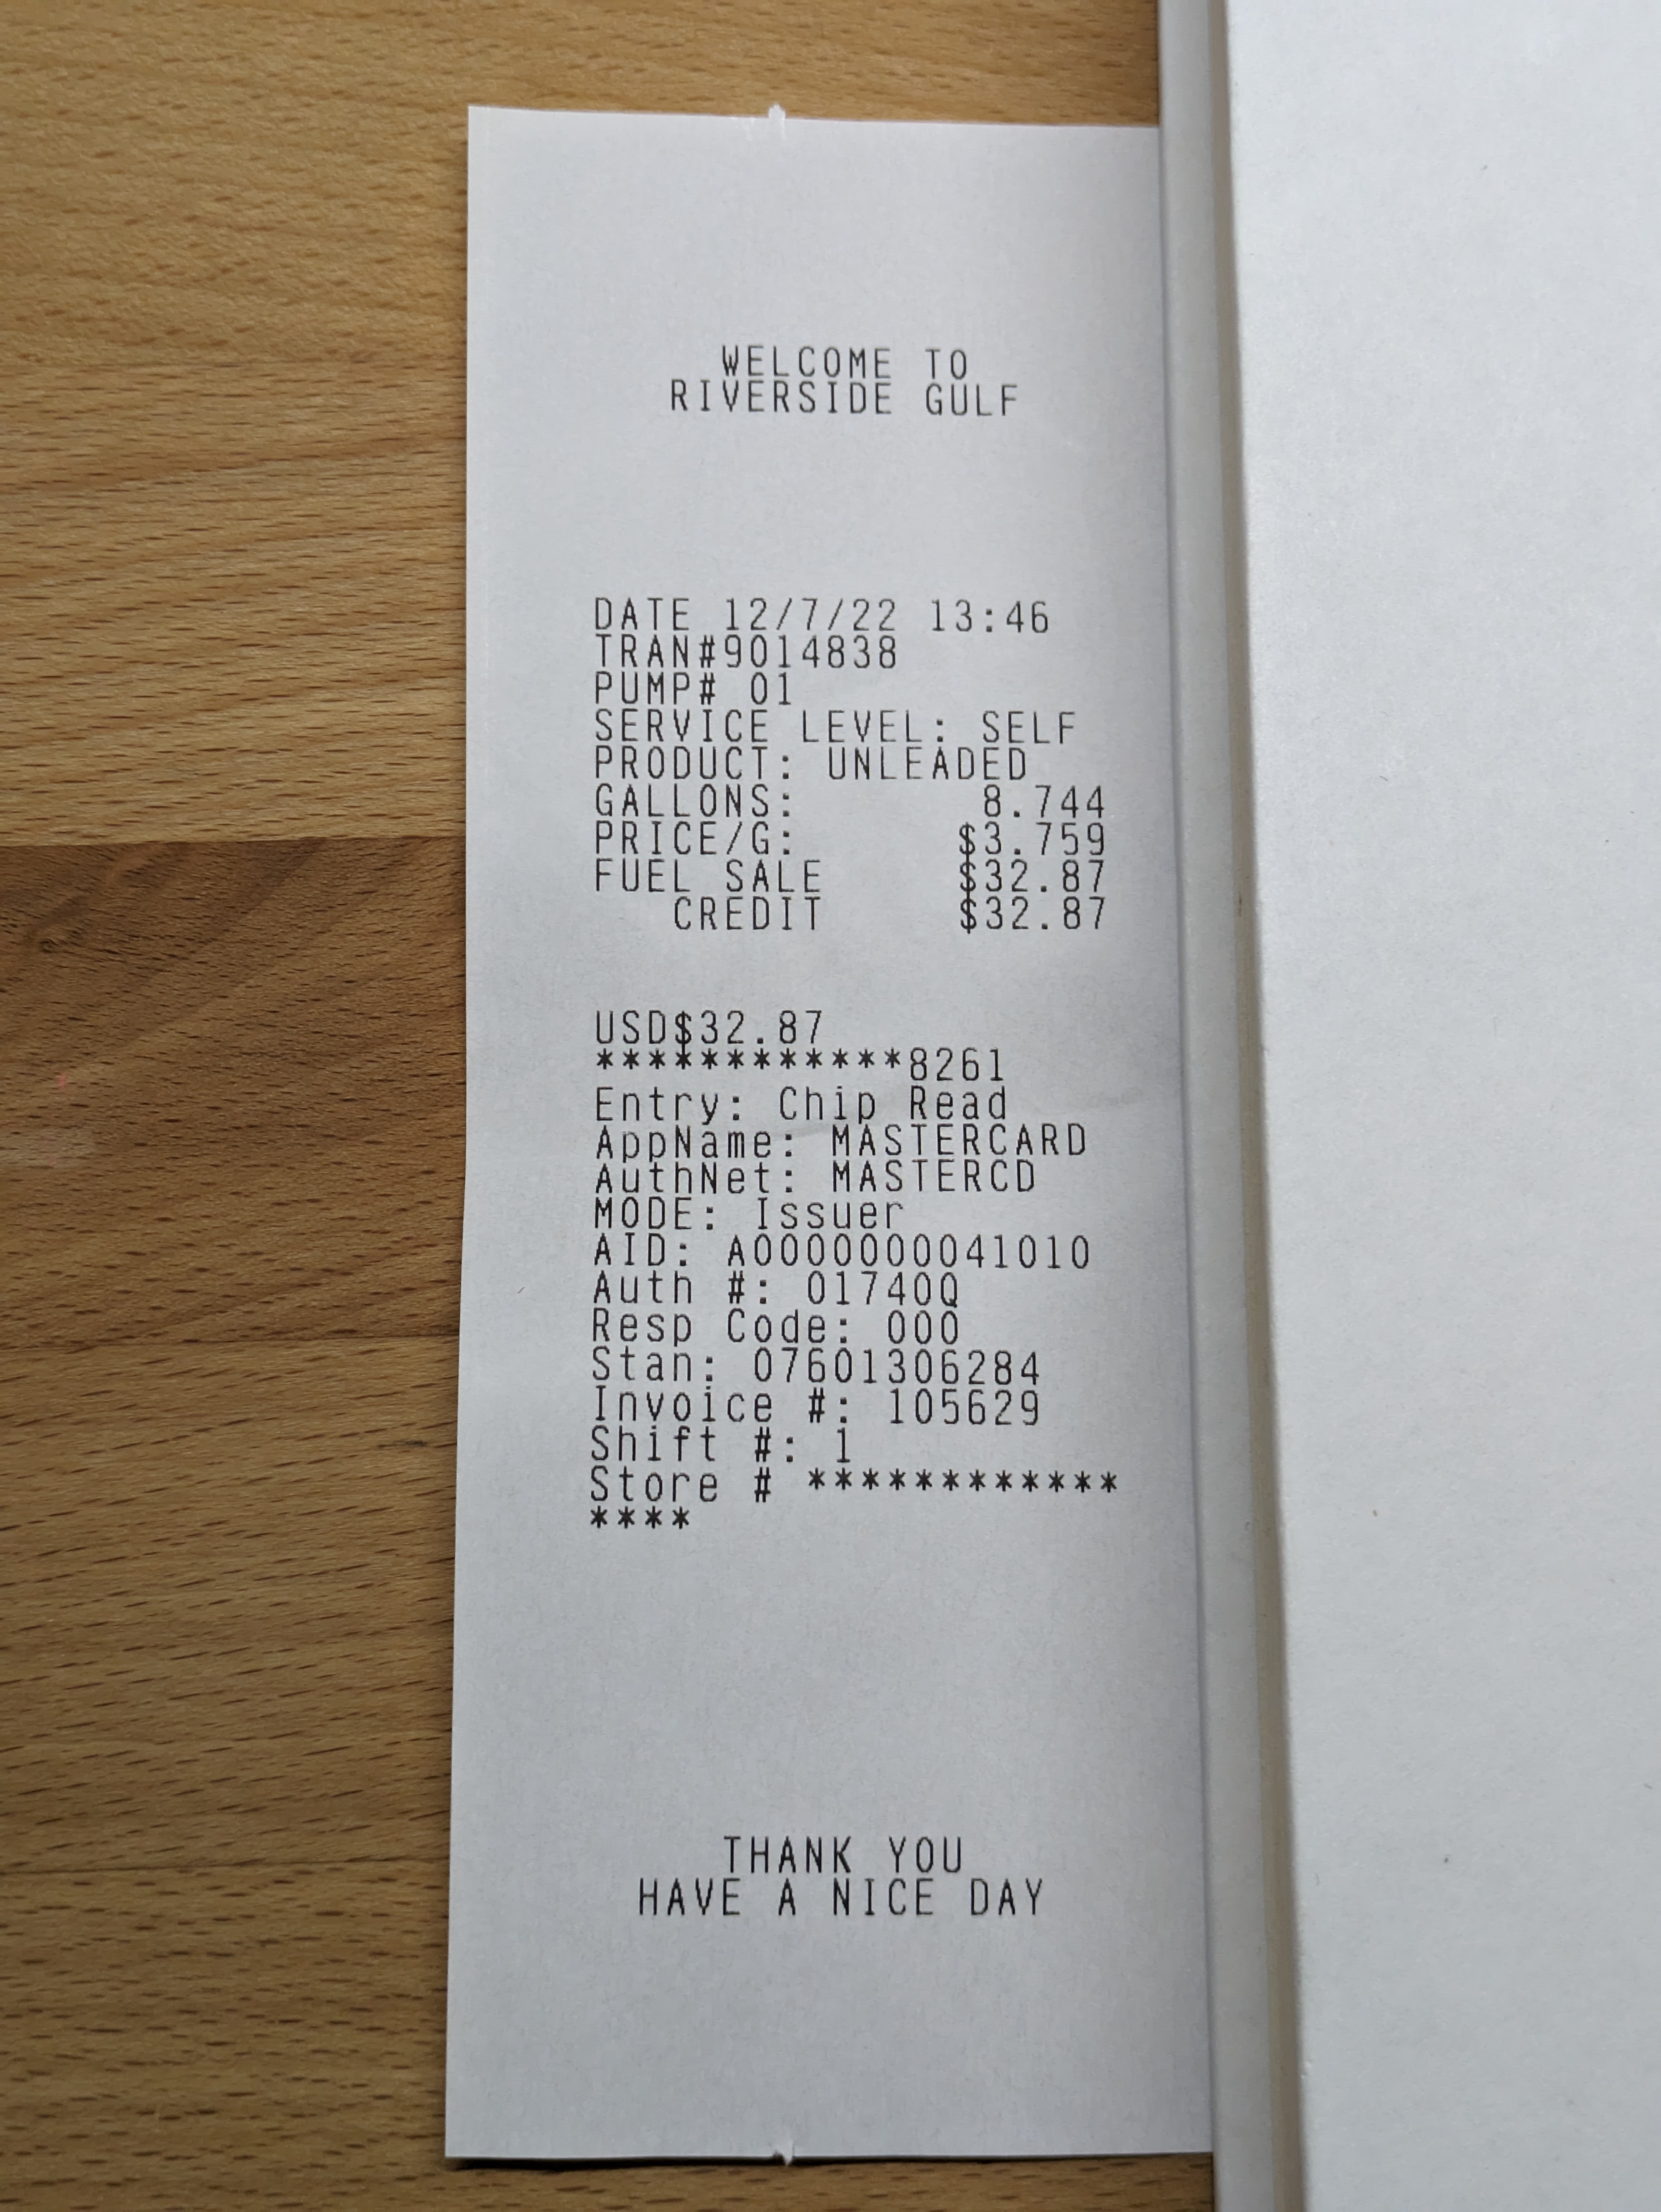 WELCOME TO
RIVERSIDE GULF
DATE 12/7/22 13:46
TRAN#9014838
PUMP# 01
SERVICE LEVEL: SELF
PRODUCT: UNLEADED
GALLONS: 8.744
PRICE/G: $3.759
FUEL SALE $32.87
CREDIT $32.87
USD$32.87
************8261
Entry: Chip Read
AppName: MASTERCARD
AuthNet: MASTERCD
MODE: Issuer
AID: A0000000041010
Auth #: 01740Q
Resp Code: 000
Stan: 07601306284
Invoice #: 105629
Shift #: 1
Store # ************
****
THANK YOU
HAVE A NICE DAY